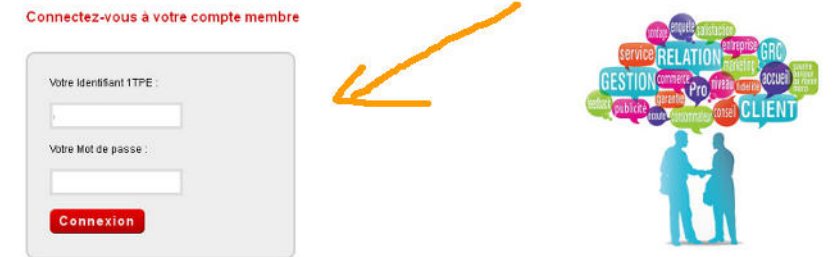 Connectez-vous à votre compte membre
Votre Identifiant 1TPE :
Votre Mot de passe :
Connexion
sondage enquête satisfaction
service RELATION entreprise GRC
marketing
GESTION commerce Pro niveau fidélité accueil
feedback publicité garantie
écoute consommateur conseil CLIENT